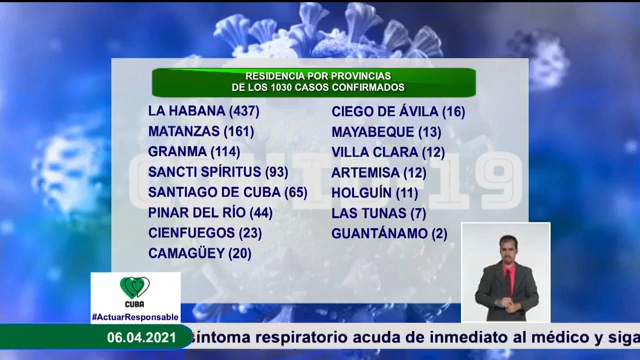 RESIDENCIA POR PROVINCIAS
DE LOS 1030 CASOS CONFIRMADOS
LA HABANA (437)
MATANZAS (161)
GRANMA (114)
SANCTI SPÍRITUS (93)
SANTIAGO DE CUBA (65)
PINAR DEL RÍO (44)
CIENFUEGOS (23)
CAMAGÜEY (20)
CIEGO DE ÁVILA (16)
MAYABEQUE (13)
VILLA CLARA (12)
ARTEMISA (12)
HOLGUÍN (11)
LAS TUNAS (7)
GUANTÁNAMO (2)
COVID-19
CUBA
#ActuarResponsable
06.04.2021
síntoma respiratorio acuda de inmediato al médico y siga